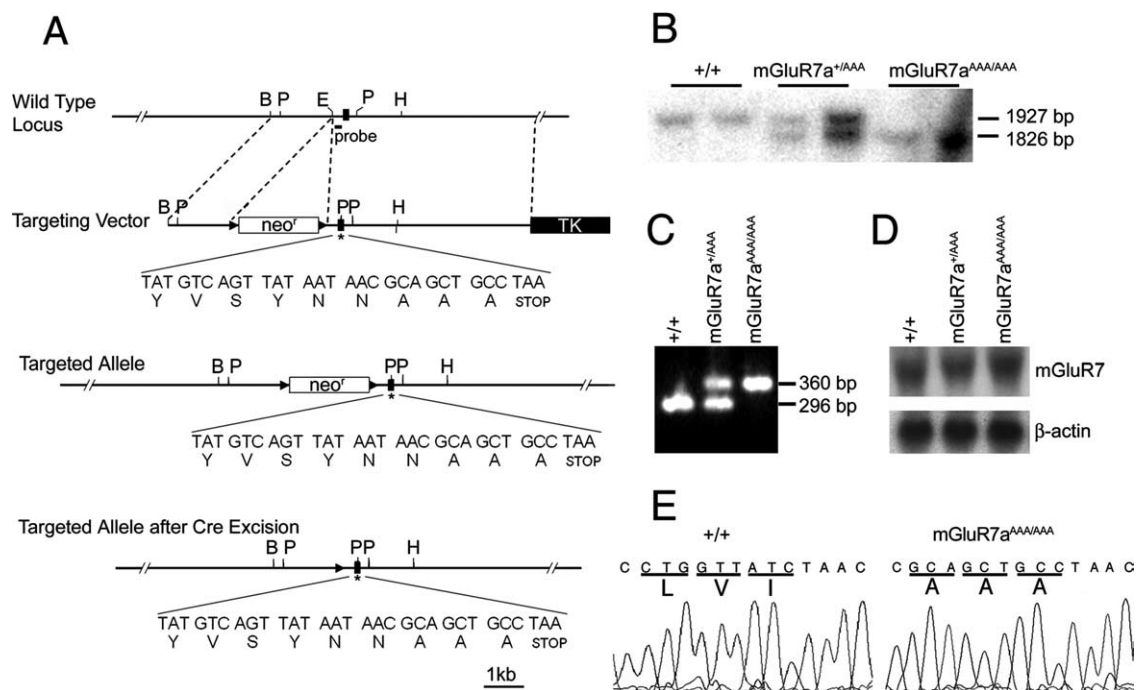 A
Wild Type Locus
B P E P H
probe
Targeting Vector
B P neoʳ PP H TK
*
TAT GTC AGT TAT AAT AAC GCA GCT GCC TAA
Y V S Y N N A A A STOP
Targeted Allele
B P neoʳ PP H
*
TAT GTC AGT TAT AAT AAC GCA GCT GCC TAA
Y V S Y N N A A A STOP
Targeted Allele after Cre Excision
B P PP H
*
TAT GTC AGT TAT AAT AAC GCA GCT GCC TAA
Y V S Y N N A A A STOP
1kb
B
+/+ mGluR7a+/AAA mGluR7aAAA/AAA
1927 bp
1826 bp
C
+/+ mGluR7a+/AAA mGluR7aAAA/AAA
360 bp
296 bp
D
+/+ mGluR7a+/AAA mGluR7aAAA/AAA
mGluR7
β-actin
E
+/+ mGluR7aAAA/AAA
C C T G G T T A T C T A A C C G C A G C T G C C T A A C
L V I A A A